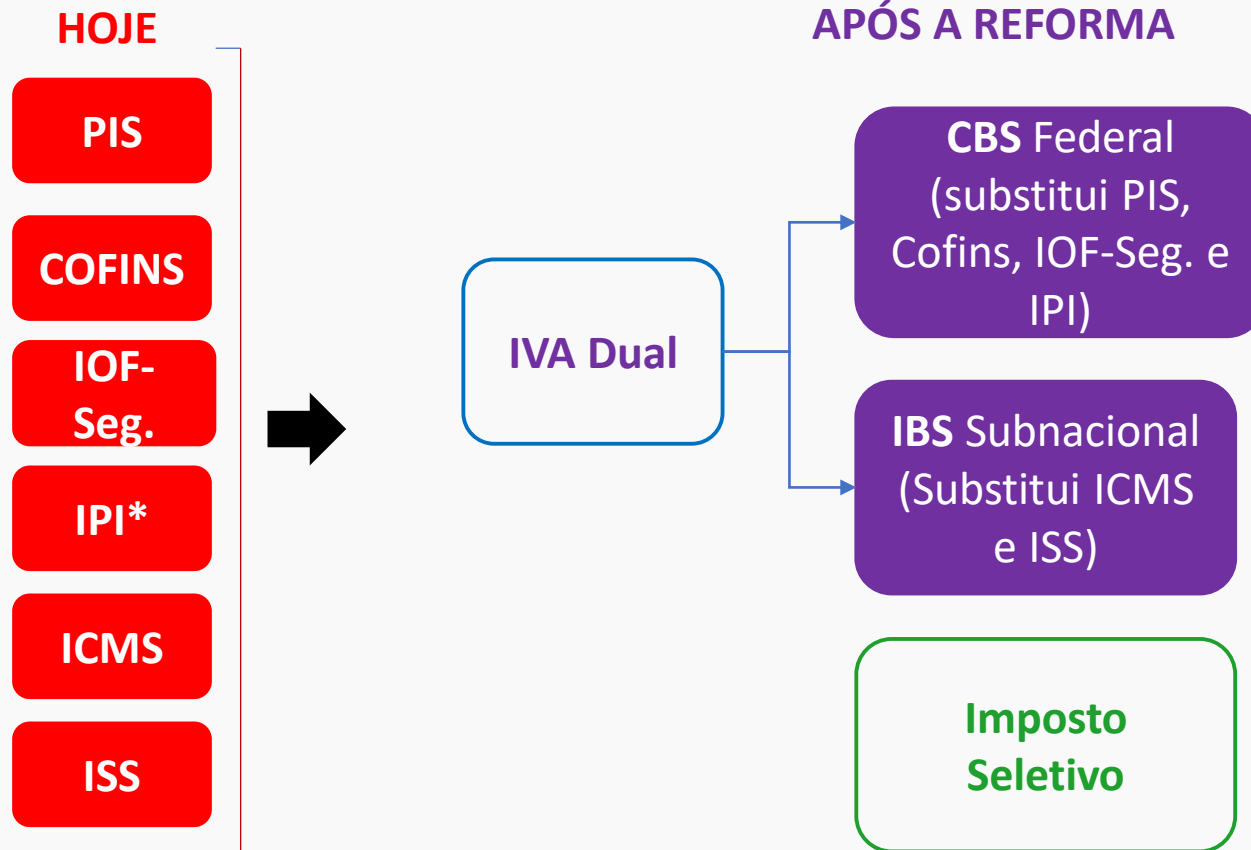 HOJE
PIS
COFINS
IOF-
Seg.
IPI*
ICMS
ISS
IVA Dual
APÓS A REFORMA
CBS Federal
(substitui PIS,
Cofins, IOF-Seg. e
IPI)
IBS Subnacional
(Substitui ICMS
e ISS)
Imposto
Seletivo